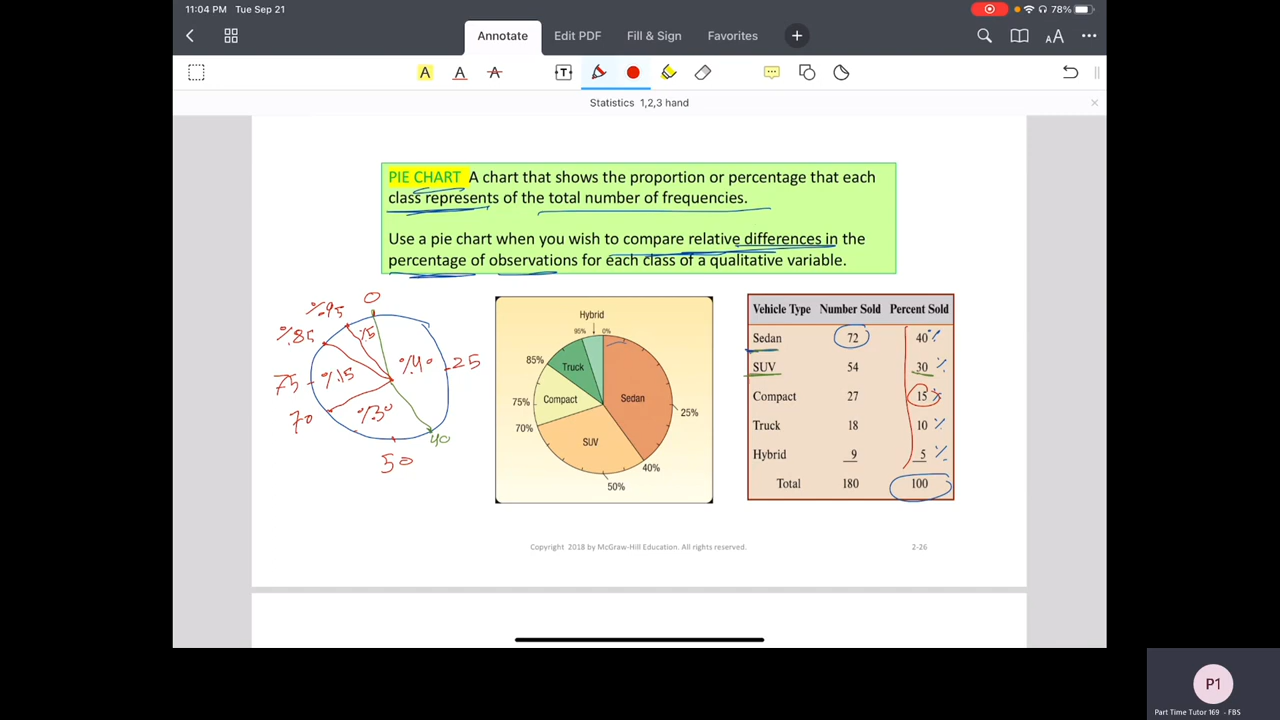 11:04 PM Tue Sep 21
78%
Annotate
Edit PDF
Fill & Sign
Favorites
A
A
A
T
AA
Statistics 1,2,3 hand
PIE CHART A chart that shows the proportion or percentage that each
class represents of the total number of frequencies.
Use a pie chart when you wish to compare relative differences in the
percentage of observations for each class of a qualitative variable.
0
%95
%85
%5
%40
25
75
%15
70
%30
40
50
Hybrid
95%
0%
85%
Truck
Sedan
75%
Compact
25%
70%
SUV
40%
50%
Vehicle Type Number Sold Percent Sold
Sedan 72 40%
SUV 54 30 %
Compact 27 15%
Truck 18 10 %
Hybrid 9 5 %
Total 180 100
Copyright 2018 by McGraw-Hill Education. All rights reserved.
2-26
P1
Part Time Tutor 169 - FBS